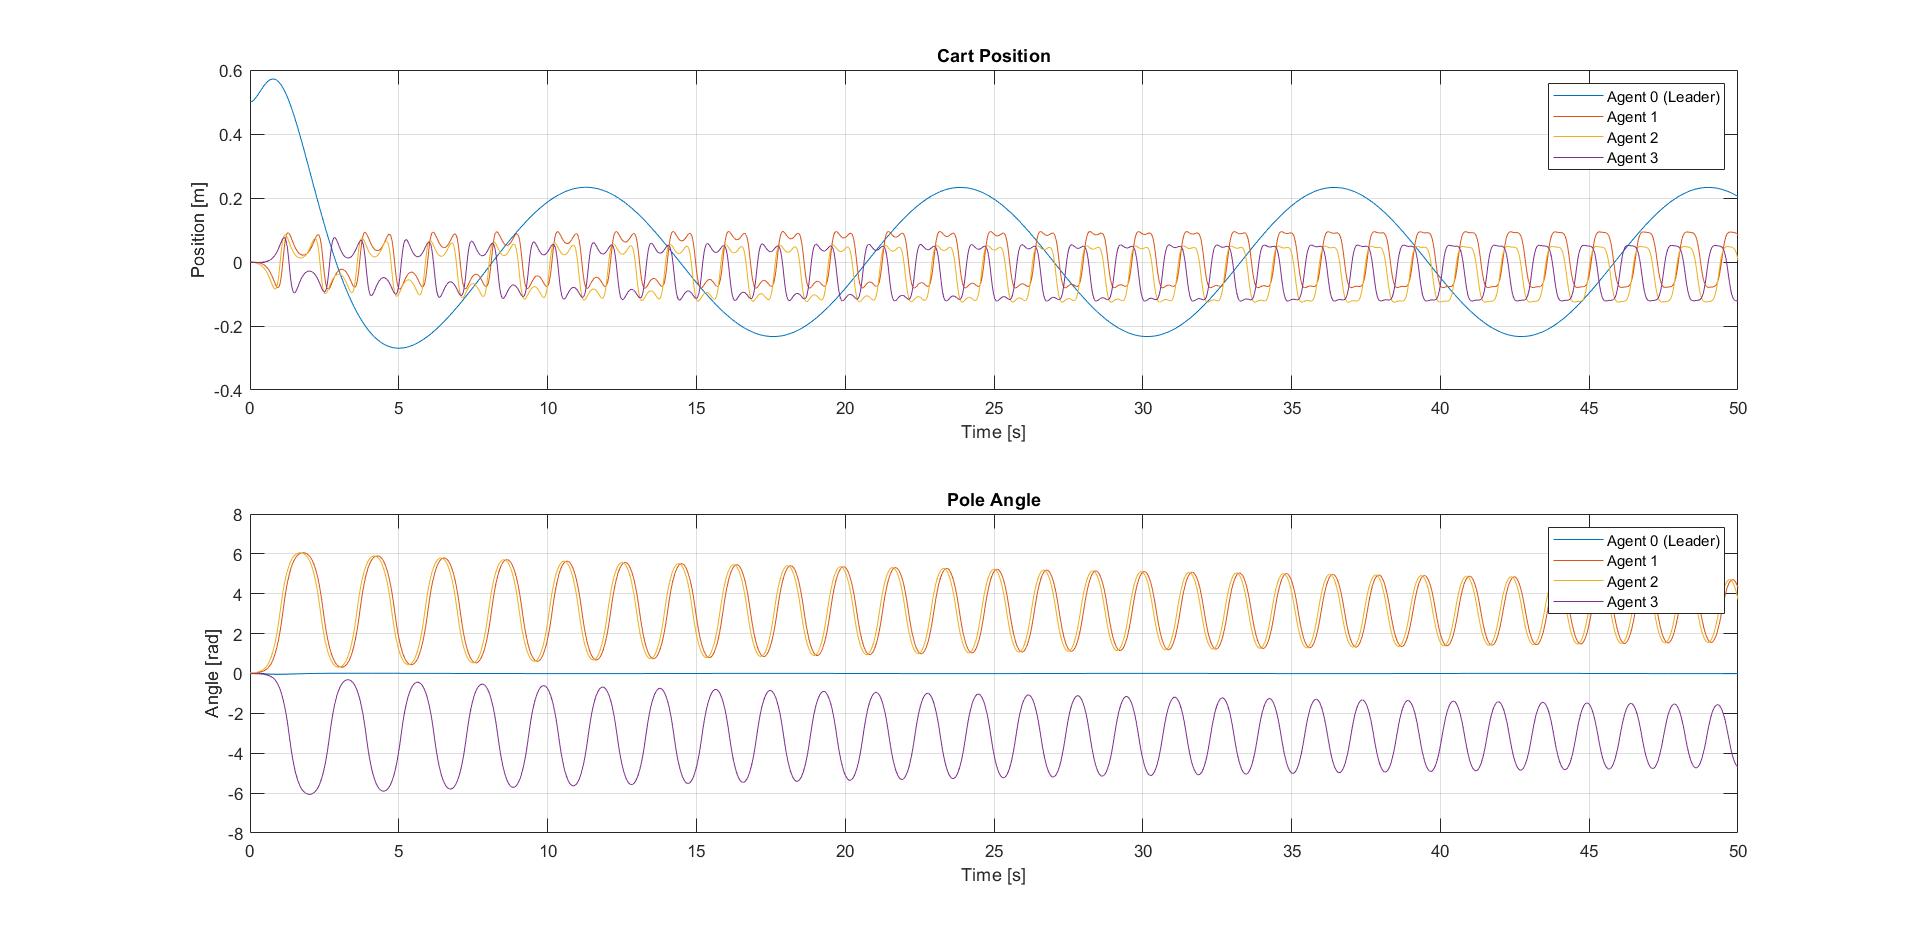 Cart Position
0.6
0.4
0.2
0
-0.2
-0.4
Position [m]
0 5 10 15 20 25 30 35 40 45 50
Time [s]
Agent 0 (Leader)
Agent 1
Agent 2
Agent 3
Pole Angle
8
6
4
2
0
-2
-4
-6
-8
Angle [rad]
0 5 10 15 20 25 30 35 40 45 50
Time [s]
Agent 0 (Leader)
Agent 1
Agent 2
Agent 3